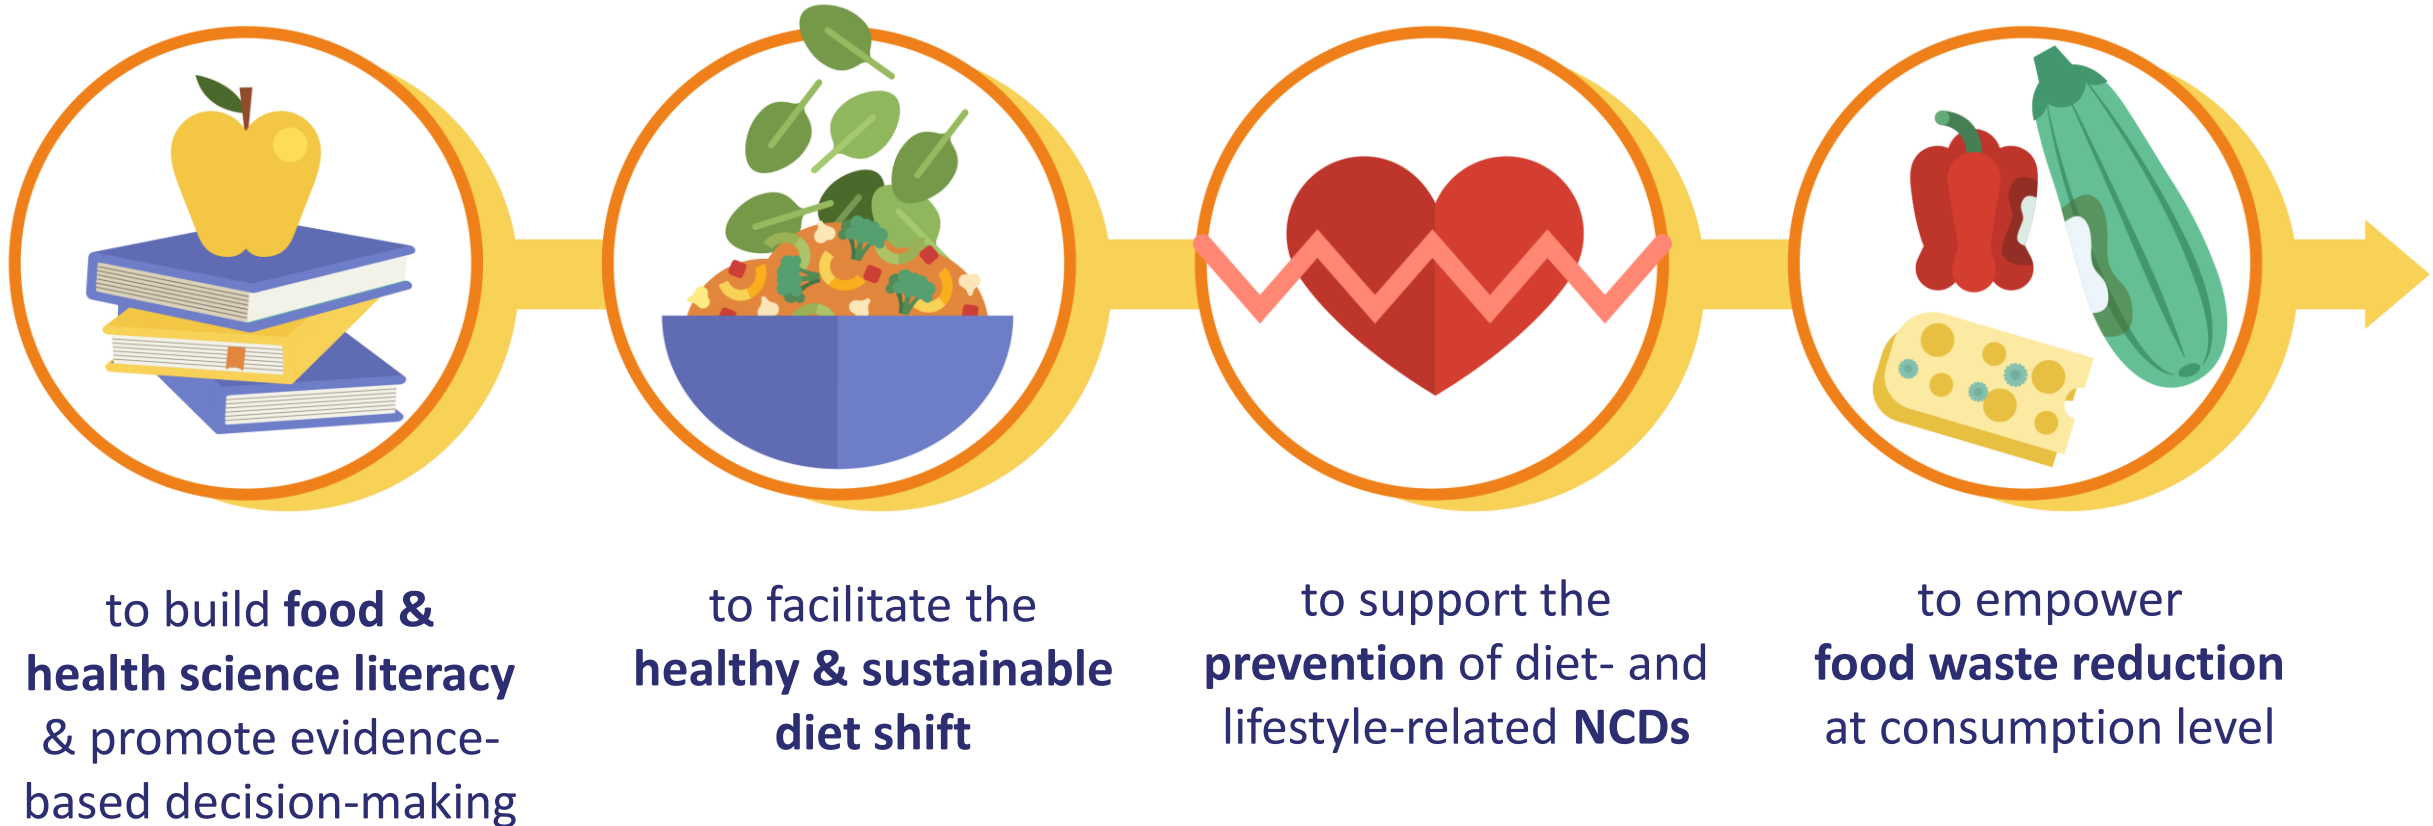 to build food &
health science literacy
& promote evidence-
based decision-making
to facilitate the
healthy & sustainable
diet shift
to support the
prevention of diet- and
lifestyle-related NCDs
to empower
food waste reduction
at consumption level